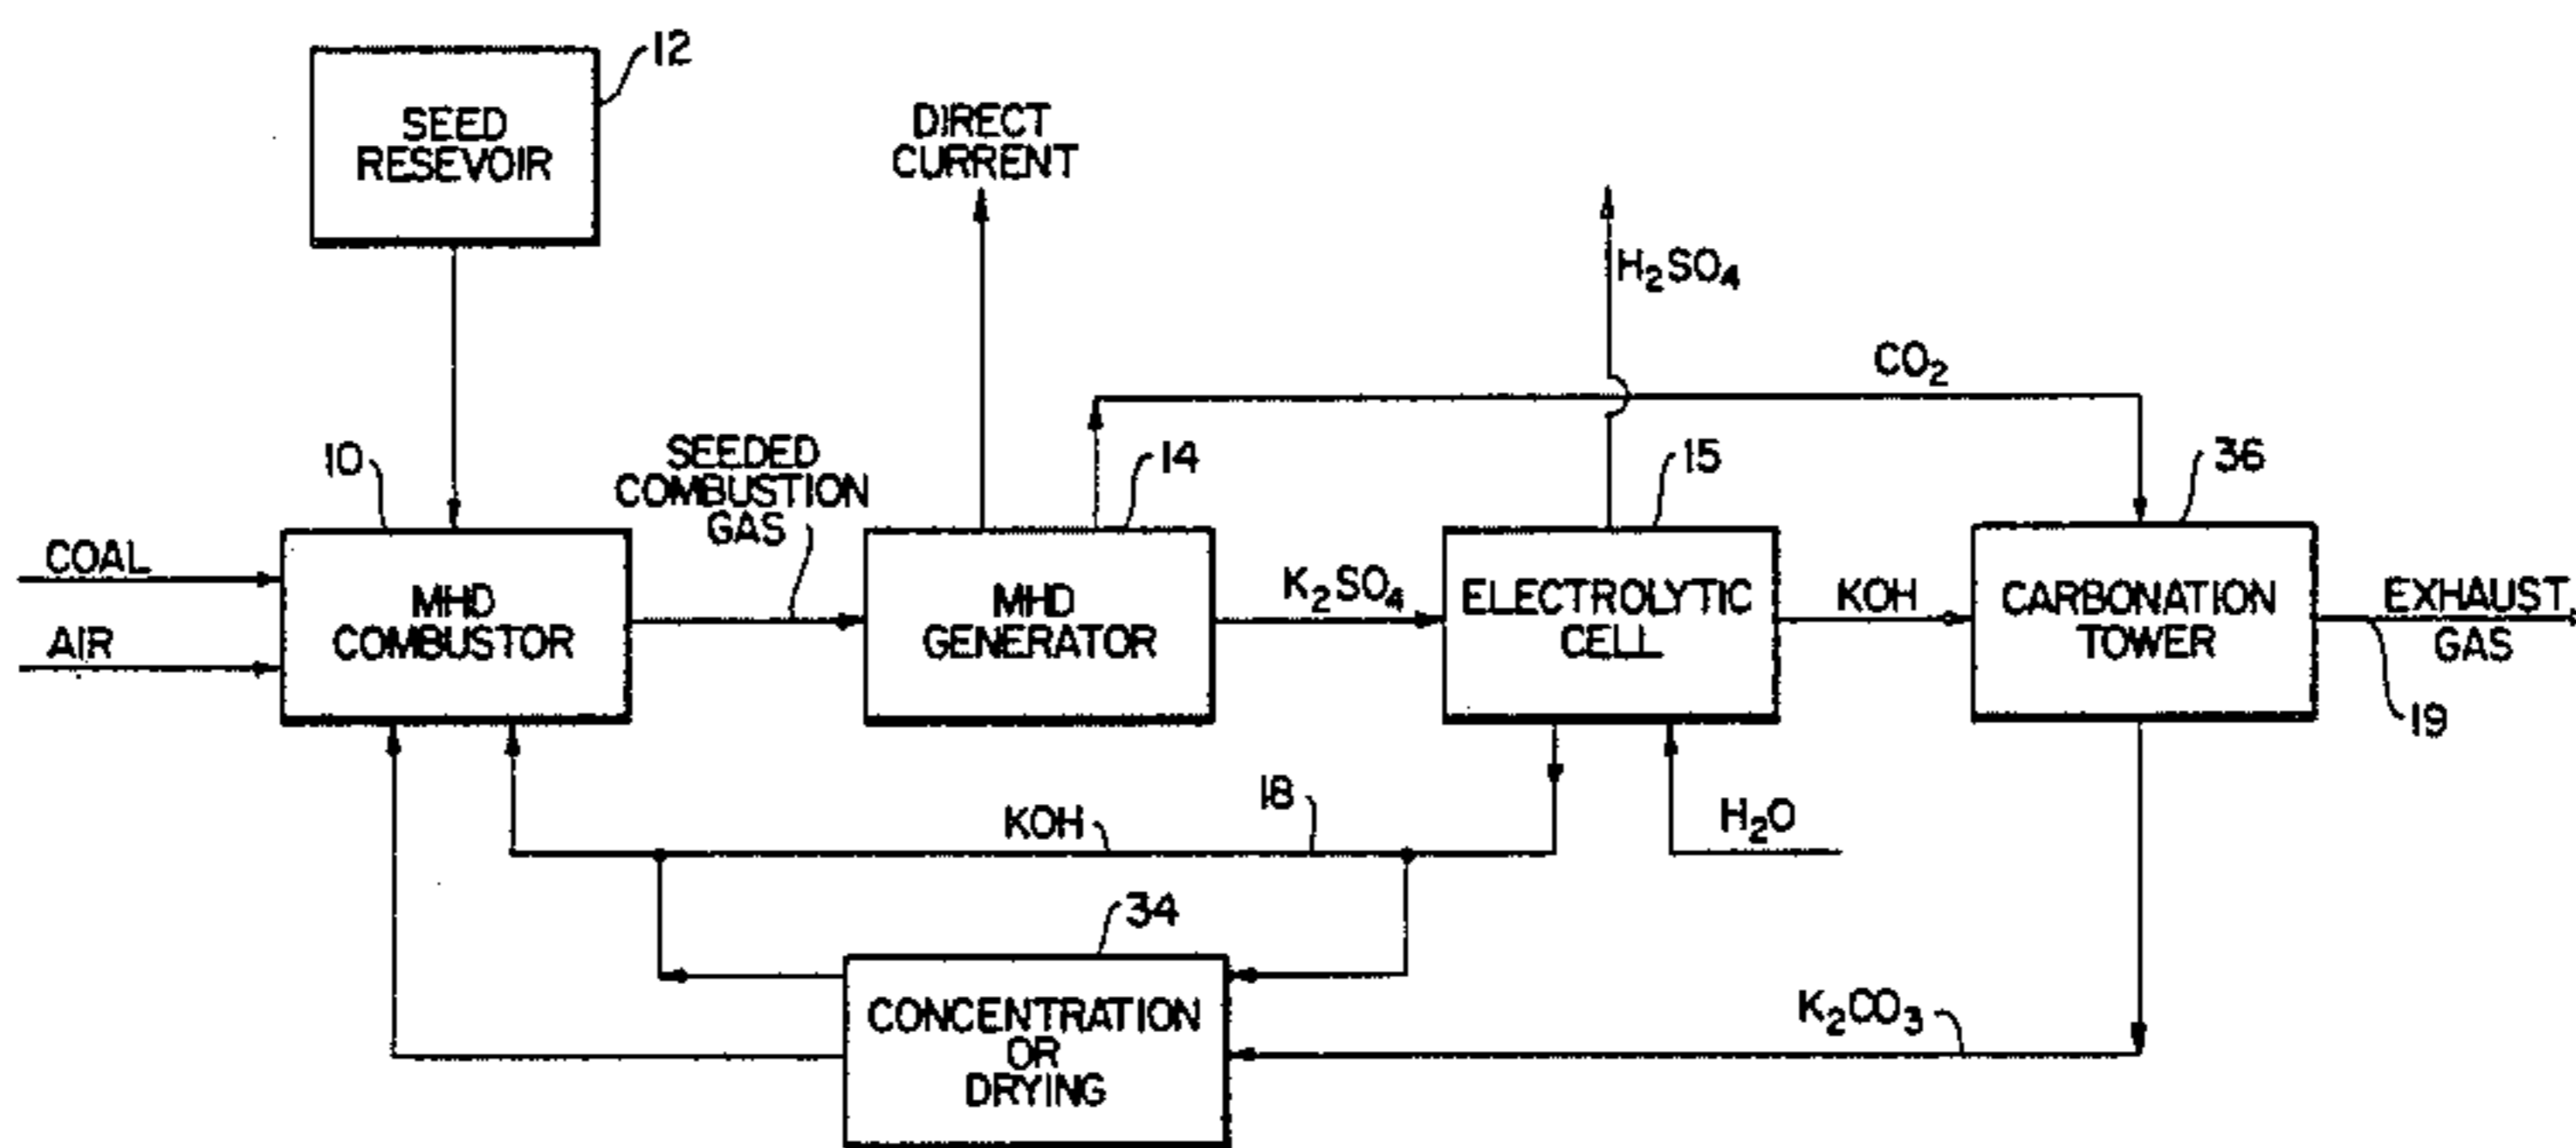 12
SEED
RESEVOIR
DIRECT
CURRENT
H₂SO₄
CO₂
10
SEEDED
COMBUSTION
GAS
14
15
36
COAL
AIR
MHD
COMBUSTOR
MHD
GENERATOR
K₂SO₄
ELECTROLYTIC
CELL
KOH
CARBONATION
TOWER
EXHAUST
GAS
19
KOH
18
H₂O
34
CONCENTRATION
OR
DRYING
K₂CO₃